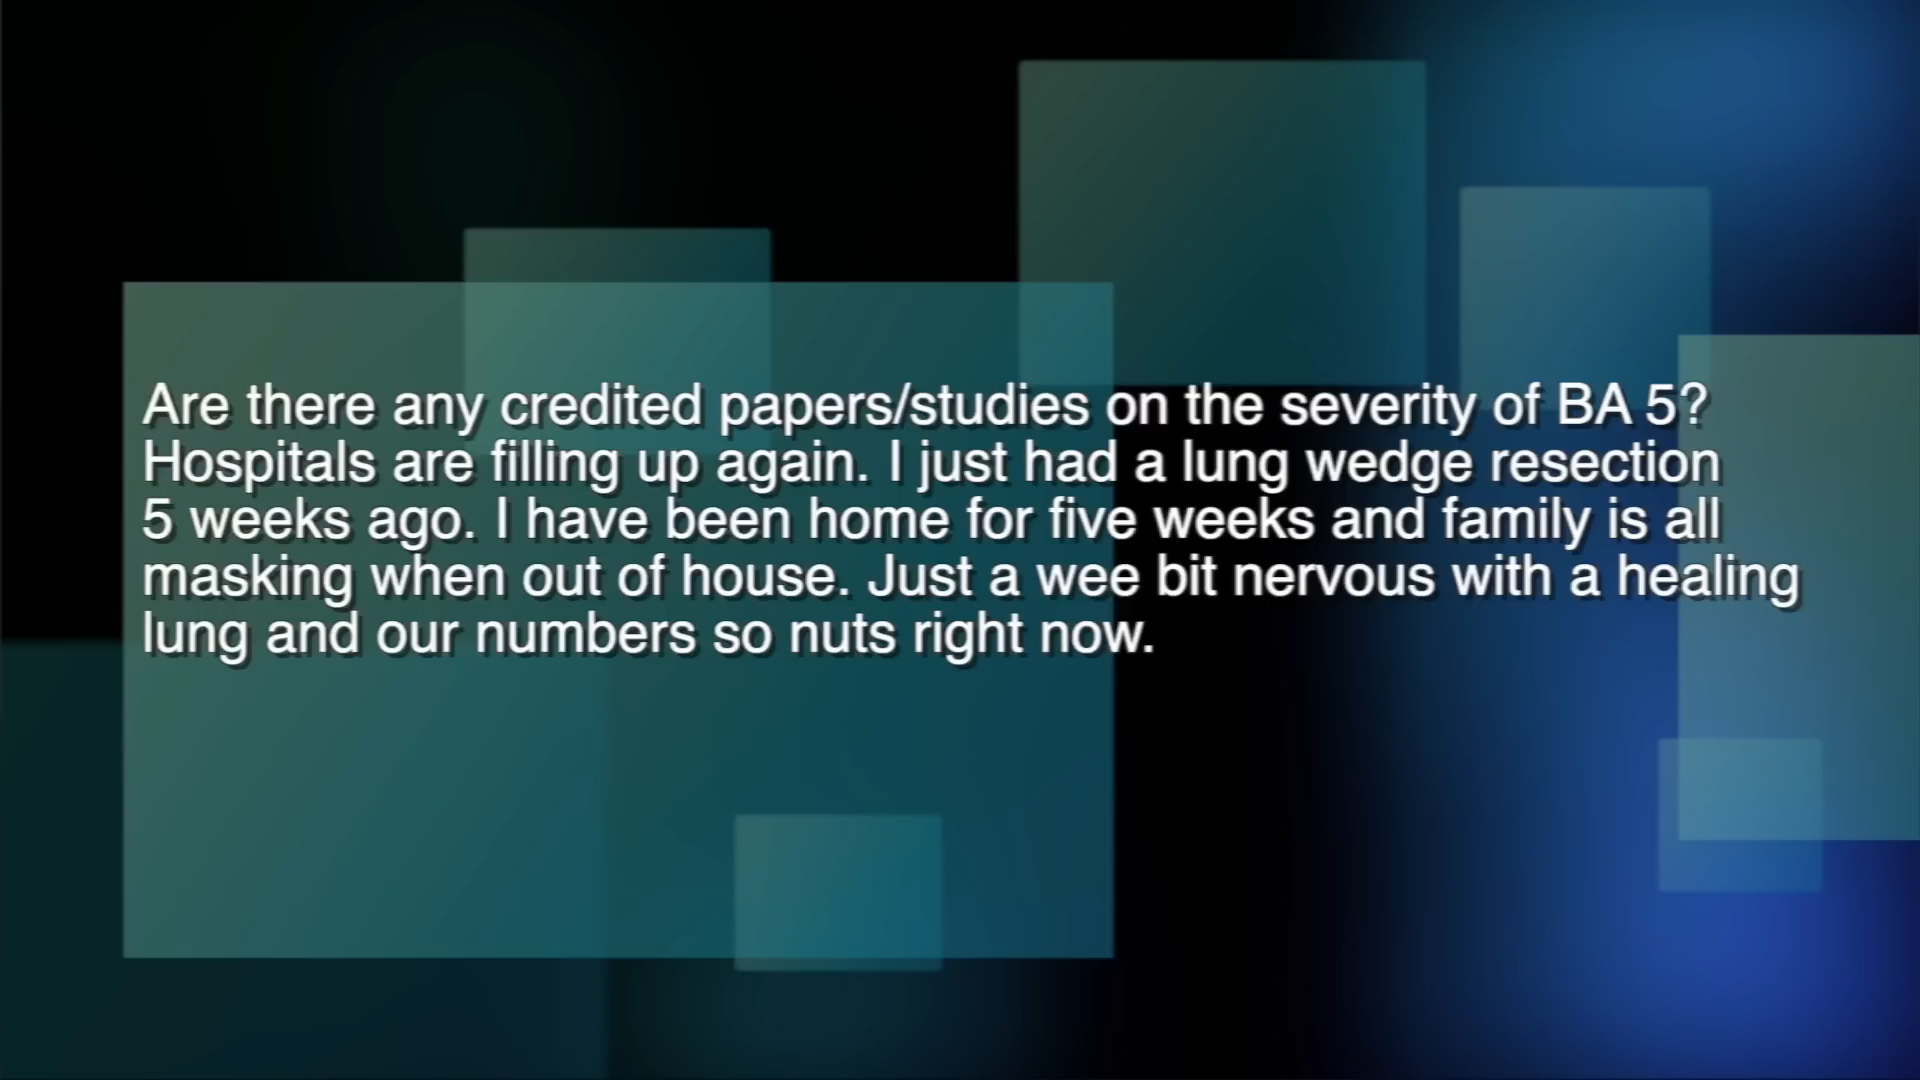 Are there any credited papers/studies on the severity of BA 5?
Hospitals are filling up again. I just had a lung wedge resection
5 weeks ago. I have been home for five weeks and family is all
masking when out of house. Just a wee bit nervous with a healing
lung and our numbers so nuts right now.